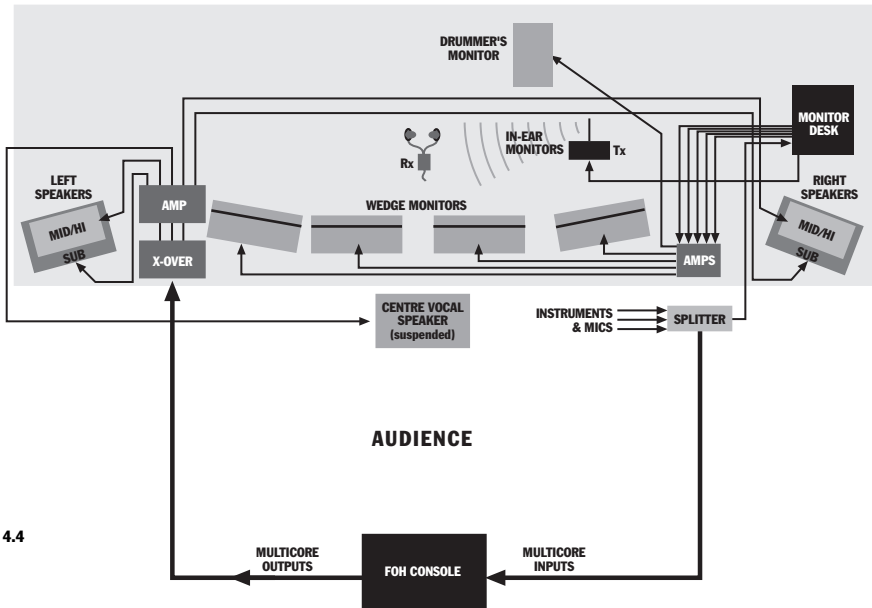 DRUMMER'S
MONITOR
MONITOR
DESK
IN-EAR
MONITORS
Tx
Rx
LEFT
SPEAKERS
MID/HI
SUB
AMP
X-OVER
WEDGE MONITORS
RIGHT
SPEAKERS
MID/HI
SUB
AMPS
CENTRE VOCAL
SPEAKER
(suspended)
INSTRUMENTS
& MICS
SPLITTER
AUDIENCE
4.4
MULTICORE
OUTPUTS
FOH CONSOLE
MULTICORE
INPUTS